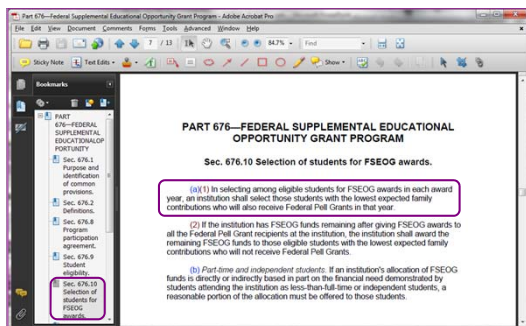 Part 676—Federal Supplemental Educational Opportunity Grant Program - Adobe Acrobat Pro
File Edit View Document Comments Forms Tools Advanced Window Help
7 / 13 84.7% Find
Sticky Note Text Edits Show
Bookmarks
PART
676—FEDERAL
SUPPLEMENTAL
EDUCATIONALOP
PORTUNITY
Sec. 676.1
Purpose and
identification
of common
provisions.
Sec. 676.2
Definitions.
Sec. 676.8
Program
participation
agreement.
Sec. 676.9
Student
eligibility.
Sec. 676.10
Selection of
students for
FSEOG
awards.
PART 676—FEDERAL SUPPLEMENTAL EDUCATIONAL
OPPORTUNITY GRANT PROGRAM
Sec. 676.10 Selection of students for FSEOG awards.
(a)(1) In selecting among eligible students for FSEOG awards in each award
year, an institution shall select those students with the lowest expected family
contributions who will also receive Federal Pell Grants in that year.
(2) If the institution has FSEOG funds remaining after giving FSEOG awards to
all the Federal Pell Grant recipients at the institution, the institution shall award the
remaining FSEOG funds to those eligible students with the lowest expected family
contributions who will not receive Federal Pell Grants.
(b) Part-time and independent students. If an institution's allocation of FSEOG
funds is directly or indirectly based in part on the financial need demonstrated by
students attending the institution as less-than-full-time or independent students, a
reasonable portion of the allocation must be offered to those students.